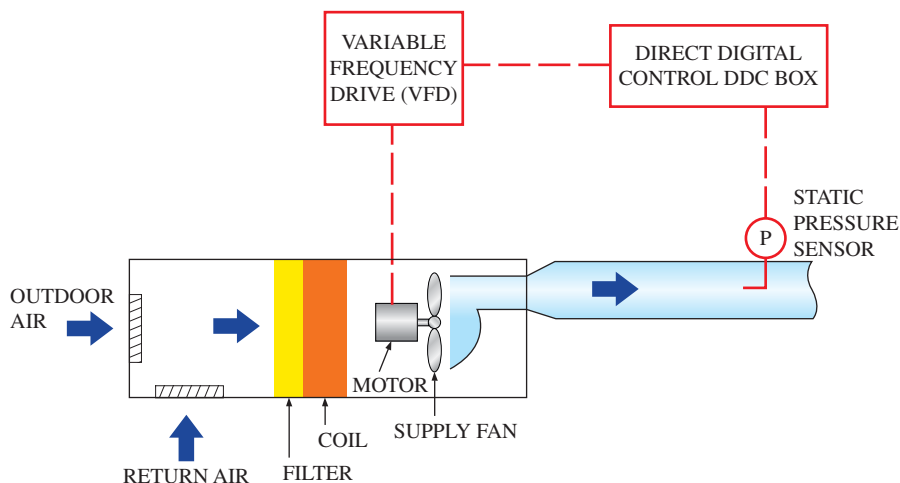 VARIABLE
FREQUENCY
DRIVE (VFD)
DIRECT DIGITAL
CONTROL DDC BOX
STATIC
PRESSURE
SENSOR
P
OUTDOOR
AIR
MOTOR
SUPPLY FAN
COIL
FILTER
RETURN AIR